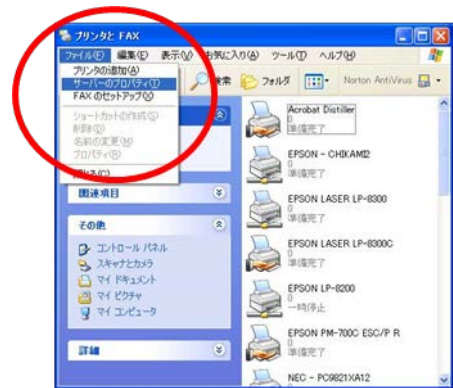 プリンタと FAX
ファイル(F) 編集(E) 表示(V) お気に入り(A) ツール(T) ヘルプ(H)
プリンタの追加(A)
サーバーのプロパティ(T)
FAX のセットアップ(X)
ショートカットの作成(S)
削除(D)
名前の変更(M)
プロパティ(R)
検索 フォルダ Norton AntiVirus
関連項目
その他
コントロール パネル
スキャナとカメラ
マイ ドキュメント
マイ ピクチャ
マイ コンピュータ
詳細
Acrobat Distiller
0
準備完了
EPSON - CHIKAMI2
0
準備完了
EPSON LASER LP-8300
0
準備完了
EPSON LASER LP-8300C
0
準備完了
EPSON LP-8200
0
一時停止
EPSON PM-700C ESC/P R
0
準備完了
NEC - PC9821XA12